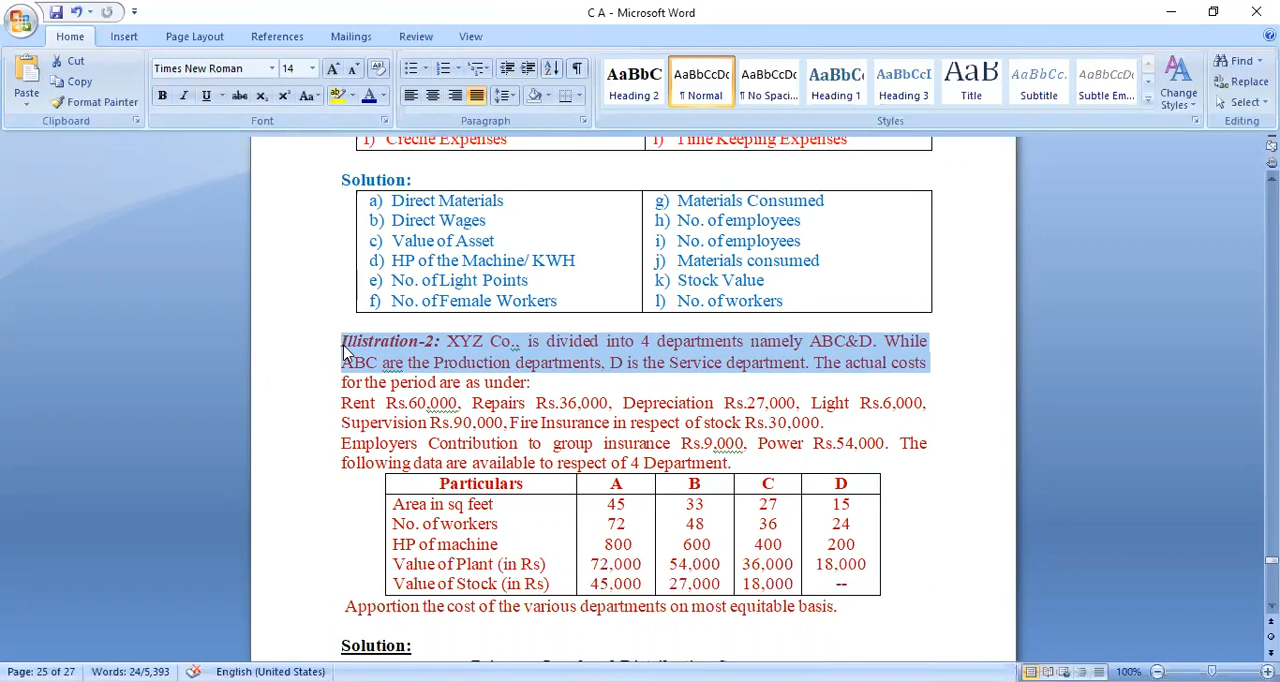 C A - Microsoft Word
Home Insert Page Layout References Mailings Review View
Paste
Cut
Copy
Format Painter
Clipboard
Times New Roman 14
Font
Paragraph
AaBbC AaBbCcDc AaBbCcDc AaBbCc AaBbCcI AaB AaBbCc. AaBbCcDc
Heading 2 ¶ Normal ¶ No Spaci... Heading 1 Heading 3 Title Subtitle Subtle Em...
Change Styles
Styles
Find
Replace
Select
Editing
f) Creche Expenses l) Time Keeping Expenses
Solution:
a) Direct Materials g) Materials Consumed
b) Direct Wages h) No. of employees
c) Value of Asset i) No. of employees
d) HP of the Machine/ KWH j) Materials consumed
e) No. of Light Points k) Stock Value
f) No. of Female Workers l) No. of workers
Illistration-2: XYZ Co., is divided into 4 departments namely ABC&D. While
ABC are the Production departments, D is the Service department. The actual costs
for the period are as under:
Rent Rs.60,000, Repairs Rs.36,000, Depreciation Rs.27,000, Light Rs.6,000,
Supervision Rs.90,000, Fire Insurance in respect of stock Rs.30,000.
Employers Contribution to group insurance Rs.9,000, Power Rs.54,000. The
following data are available to respect of 4 Department.
Particulars A B C D
Area in sq feet 45 33 27 15
No. of workers 72 48 36 24
HP of machine 800 600 400 200
Value of Plant (in Rs) 72,000 54,000 36,000 18,000
Value of Stock (in Rs) 45,000 27,000 18,000 --
Apportion the cost of the various departments on most equitable basis.
Solution:
Page: 25 of 27 Words: 24/5,393 English (United States) 100%